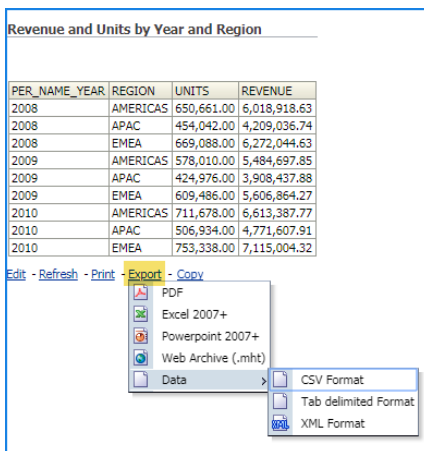 Revenue and Units by Year and Region
PER_NAME_YEAR REGION UNITS REVENUE
2008 AMERICAS 650,661.00 6,018,918.63
2008 APAC 454,042.00 4,209,036.74
2008 EMEA 669,088.00 6,272,044.63
2009 AMERICAS 578,010.00 5,484,697.85
2009 APAC 424,976.00 3,908,437.88
2009 EMEA 609,486.00 5,606,864.27
2010 AMERICAS 711,678.00 6,613,387.77
2010 APAC 506,934.00 4,771,607.91
2010 EMEA 753,338.00 7,115,004.32
Edit - Refresh - Print - Export - Copy
PDF
Excel 2007+
Powerpoint 2007+
Web Archive (.mht)
Data >
CSV Format
Tab delimited Format
XML Format